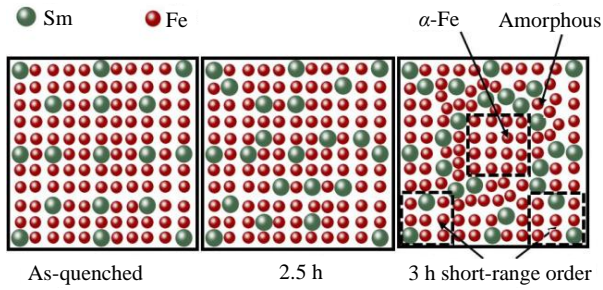 Sm Fe α-Fe Amorphous
As-quenched 2.5 h 3 h short-range order